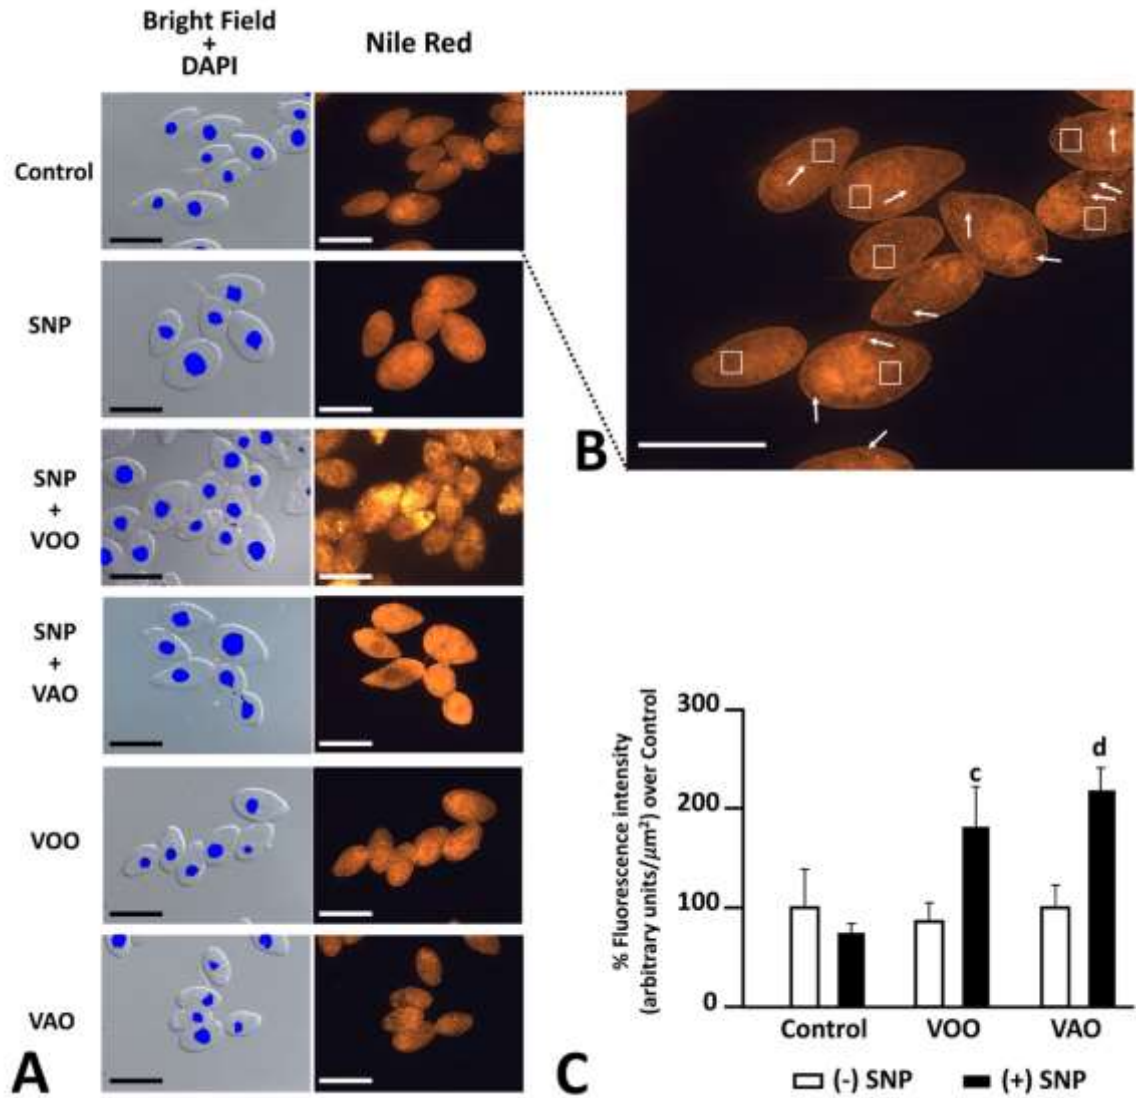 Bright Field
+
DAPI
Nile Red
Control
SNP
SNP
+
VOO
SNP
+
VAO
VOO
VAO
A
B
% Fluorescence intensity
(arbitrary units/μm²) over Control
300
200
100
0
c
d
Control VOO VAO
(-) SNP (+) SNP
C